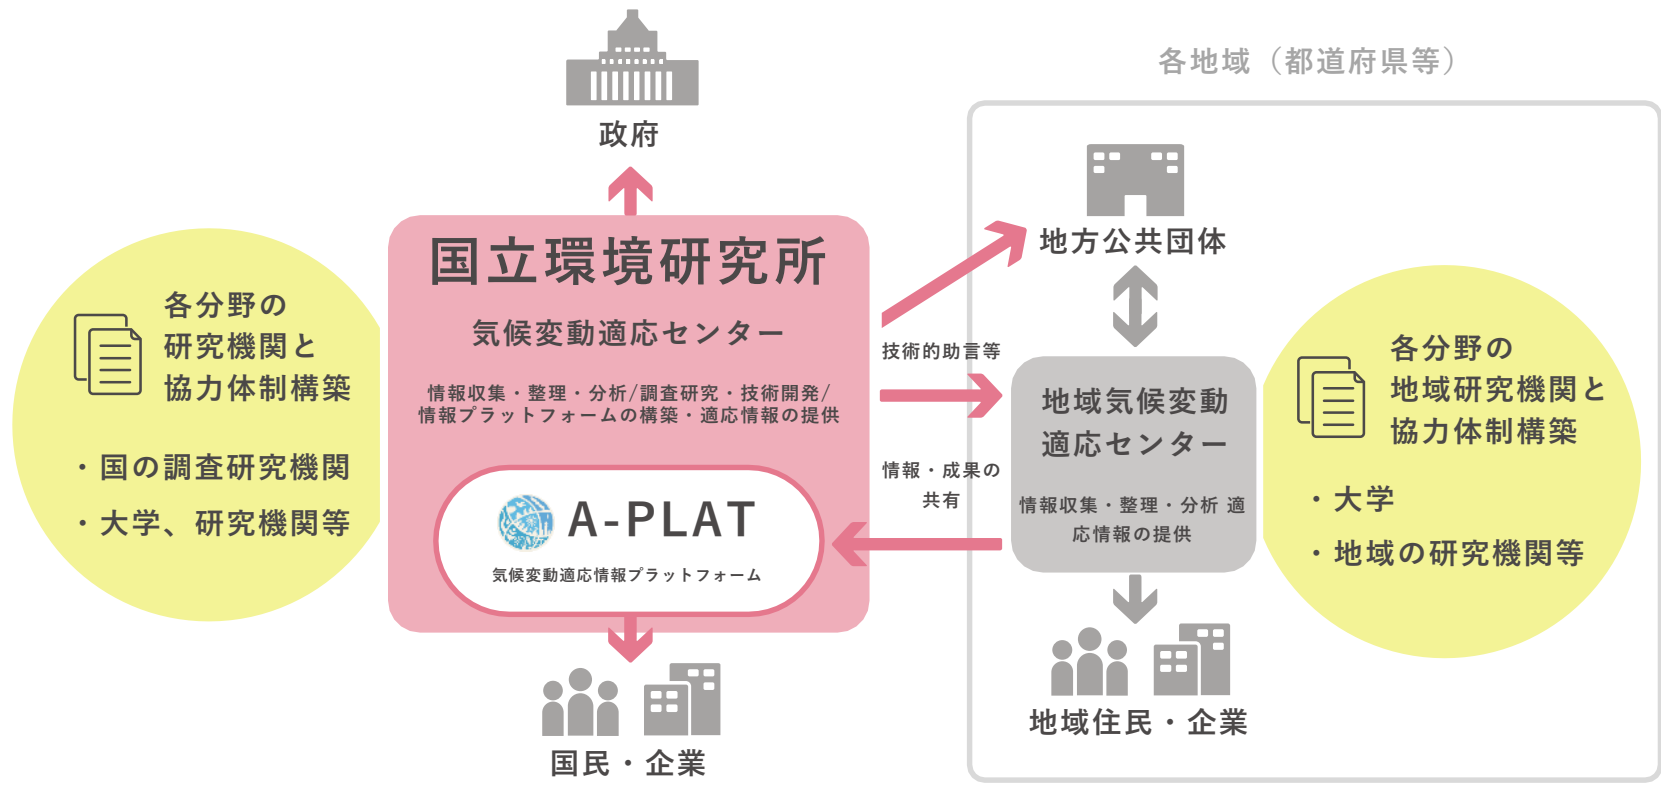 政府
各地域（都道府県等）
国立環境研究所
気候変動適応センター
情報収集・整理・分析/調査研究・技術開発/
情報プラットフォームの構築・適応情報の提供
A-PLAT
気候変動適応情報プラットフォーム
国民・企業
各分野の
研究機関と
協力体制構築
・国の調査研究機関
・大学、研究機関等
技術的助言等
情報・成果の
共有
地方公共団体
地域気候変動
適応センター
情報収集・整理・分析 適
応情報の提供
地域住民・企業
各分野の
地域研究機関と
協力体制構築
・大学
・地域の研究機関等